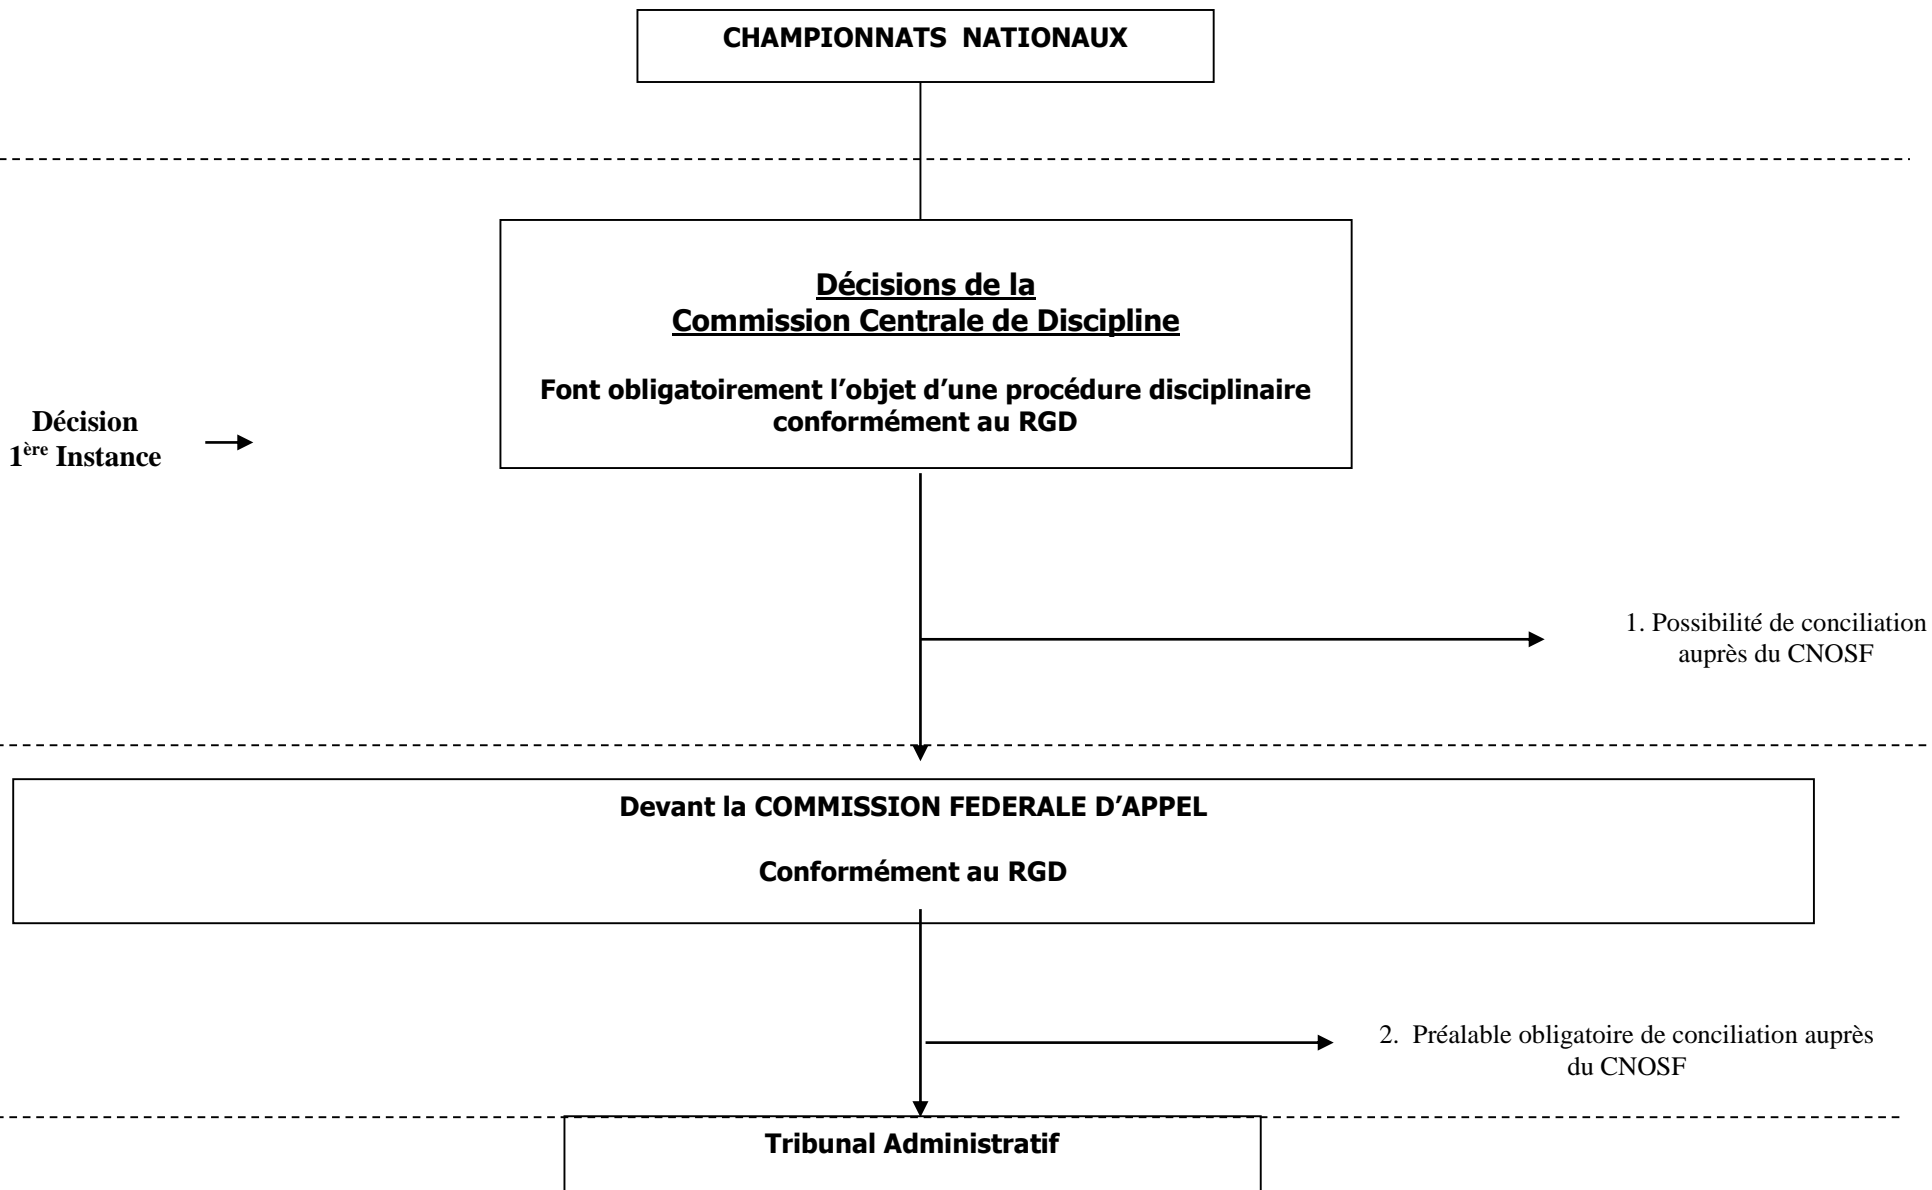 CHAMPIONNATS NATIONAUX
Décisions de la
Commission Centrale de Discipline
Font obligatoirement l’objet d’une procédure disciplinaire
conformément au RGD
Décision
1ère Instance
1. Possibilité de conciliation
auprès du CNOSF
Devant la COMMISSION FEDERALE D’APPEL
Conformément au RGD
2. Préalable obligatoire de conciliation auprès
du CNOSF
Tribunal Administratif